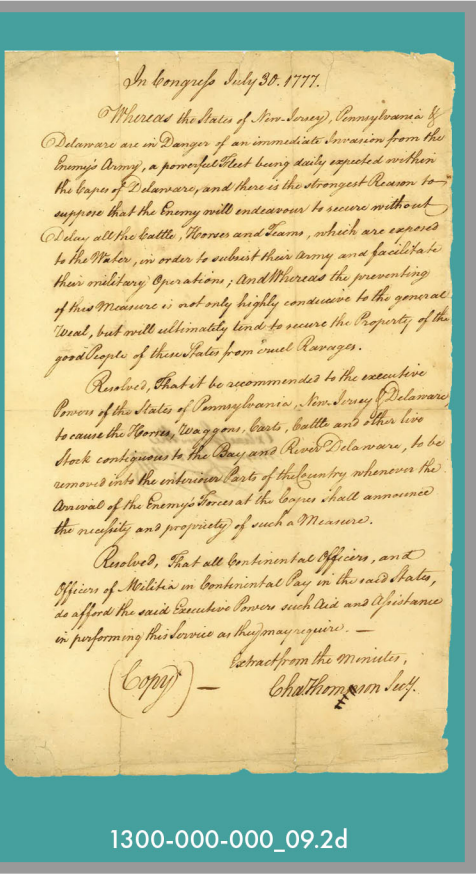 In Congress July 30. 1777.
Whereas the States of New-Jersey, Pennsylvania &
Delaware are in Danger of an immediate Invasion from the
Enemy's Army, a powerful Fleet being daily expected within
the Capes of Delaware, and there is the strongest Reason to
suppose that the Enemy will endeavour to secure without
Delay all the Cattle, Horses and Teams, which are exposed
to the Water, in order to subsist their Army and facilitate
their military Operations; And Whereas the preventing
of this Measure is not only highly conducive to the general
Weal, but will ultimately tend to secure the Property of the
good People of these States from cruel Ravages.
Resolved, That it be recommended to the executive
Powers of the States of Pennsylvania, New-Jersey & Delaware,
to cause the Horses, Waggons, Carts, Cattle and other live
Stock contiguous to the Bay and River Delaware, to be
removed into the interiour Parts of the Country whenever the
Arrival of the Enemy's Forces at the Capes shall announce
the necessity and propriety of such a Measure.
Resolved, That all Continental Officers, and
Officers of Militia in Continental Pay in the said States,
do afford the said Executive Powers such Aid and Assistance
in performing this Service as they may require. —
Extract from the Minutes,
(Copy) — Cha Thompson Secy.
1300-000-000_09.2d